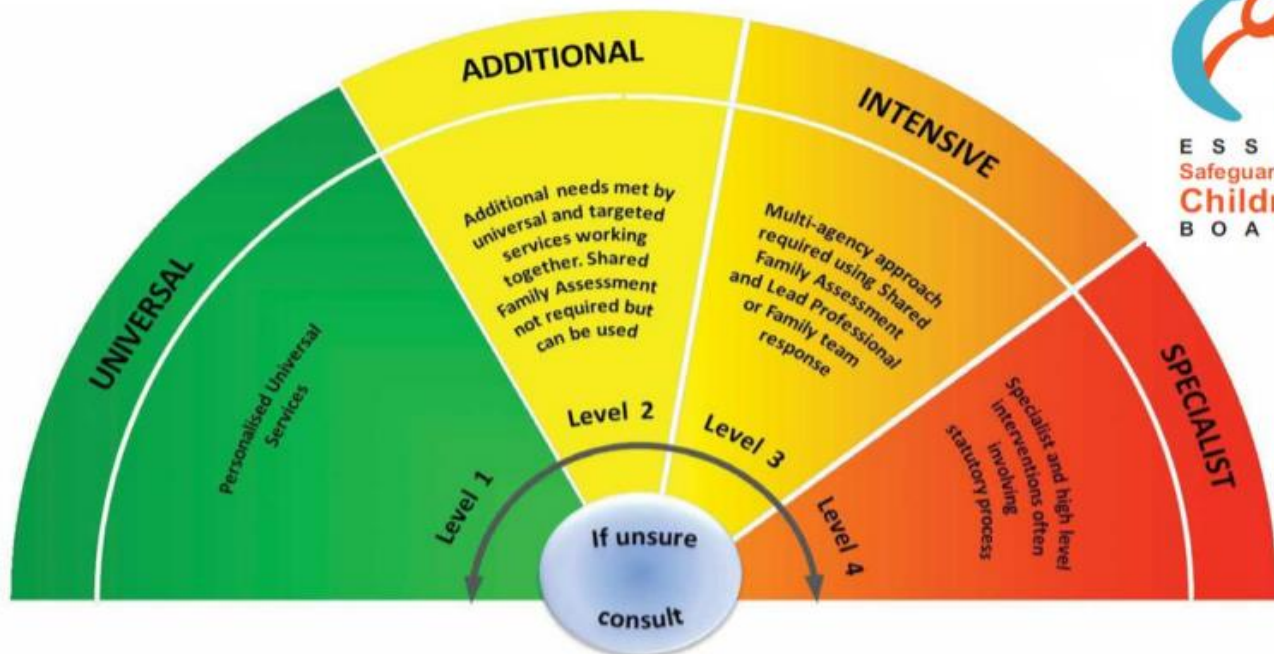 UNIVERSAL
Personalised Universal
Services
Level 1
ADDITIONAL
Additional needs met by
universal and targeted
services working
together. Shared
Family Assessment
not required but
can be used
Level 2
INTENSIVE
Multi-agency approach
required using Shared
Family Assessment
and Lead Professional
or Family team
response
Level 3
SPECIALIST
Specialist and high level
interventions often
involving
statutory process
Level 4
If unsure
consult
E S S
Safeguar
Childr
B O A